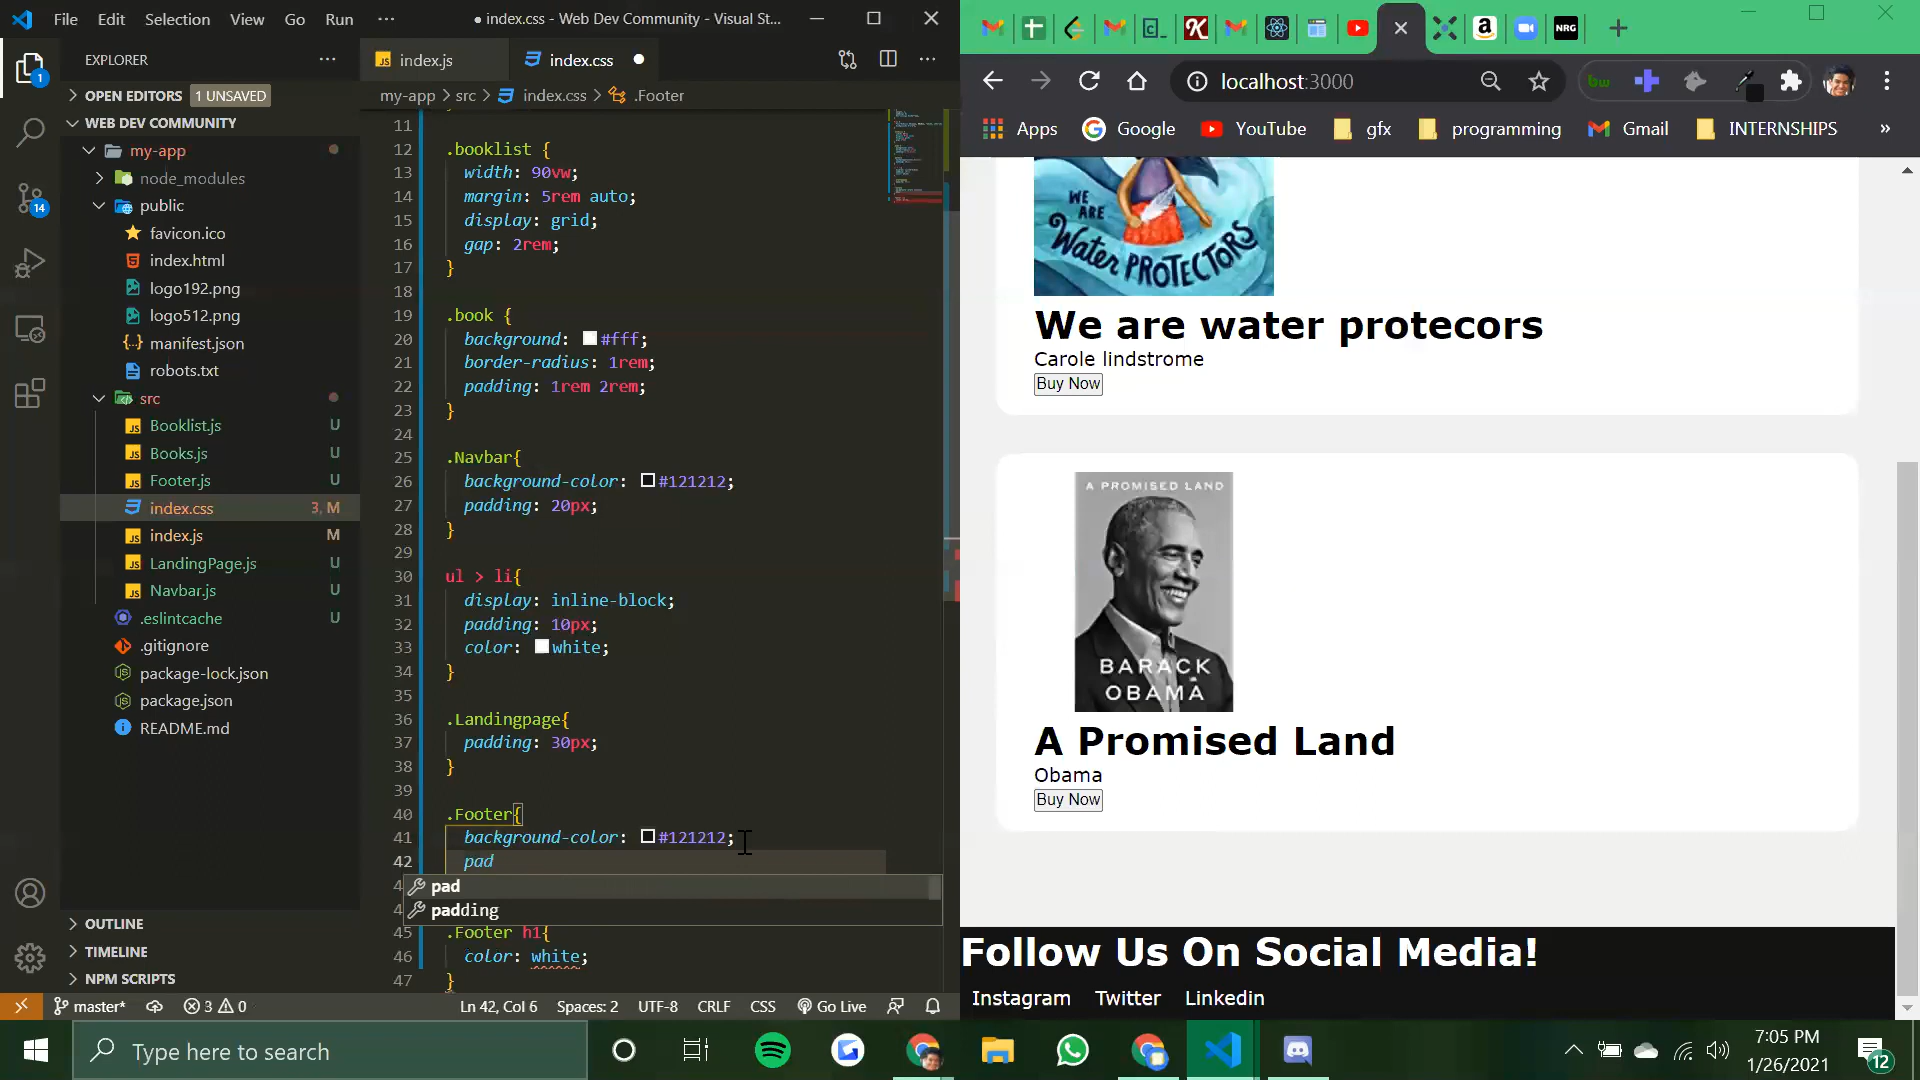 File Edit Selection View Go Run ··· ● index.css - Web Dev Community - Visual St...
EXPLORER ···
OPEN EDITORS 1 UNSAVED
WEB DEV COMMUNITY
my-app
node_modules
public
favicon.ico
index.html
logo192.png
logo512.png
manifest.json
robots.txt
src
Booklist.js U
Books.js U
Footer.js U
index.css 3, M
index.js M
LandingPage.js U
Navbar.js U
.eslintcache U
.gitignore
package-lock.json
package.json
README.md
OUTLINE
TIMELINE
NPM SCRIPTS
1
14
index.js index.css ●
my-app > src > index.css > .Footer
11
12 .booklist {
13 width: 90vw;
14 margin: 5rem auto;
15 display: grid;
16 gap: 2rem;
17 }
18
19 .book {
20 background: #fff;
21 border-radius: 1rem;
22 padding: 1rem 2rem;
23 }
24
25 .Navbar{
26 background-color: #121212;
27 padding: 20px;
28 }
29
30 ul > li{
31 display: inline-block;
32 padding: 10px;
33 color: white;
34 }
35
36 .Landingpage{
37 padding: 30px;
38 }
39
40 .Footer{
41 background-color: #121212;
42 pad
pad
padding
45 .Footer h1{
46 color: white;
47 }
master* 3 0 Ln 42, Col 6 Spaces: 2 UTF-8 CRLF CSS Go Live
NRG
localhost:3000
Apps Google YouTube gfx programming Gmail INTERNSHIPS »
WE ARE
Water PROTECTORS
We are water protecors
Carole lindstrome
Buy Now
A PROMISED LAND
BARACK
OBAMA
A Promised Land
Obama
Buy Now
Follow Us On Social Media!
Instagram Twitter Linkedin
Type here to search
7:05 PM
1/26/2021
12